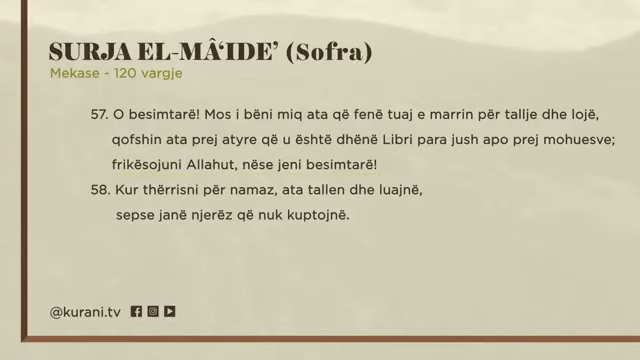 SURJA EL-MÂ‘IDE’ (Sofra)
Mekase - 120 vargje
57. O besimtarë! Mos i bëni miq ata që fenë tuaj e marrin për tallje dhe lojë,
qofshin ata prej atyre që u është dhënë Libri para jush apo prej mohuesve;
frikësojuni Allahut, nëse jeni besimtarë!
58. Kur thërrisni për namaz, ata tallen dhe luajnë,
sepse janë njerëz që nuk kuptojnë.
@kurani.tv